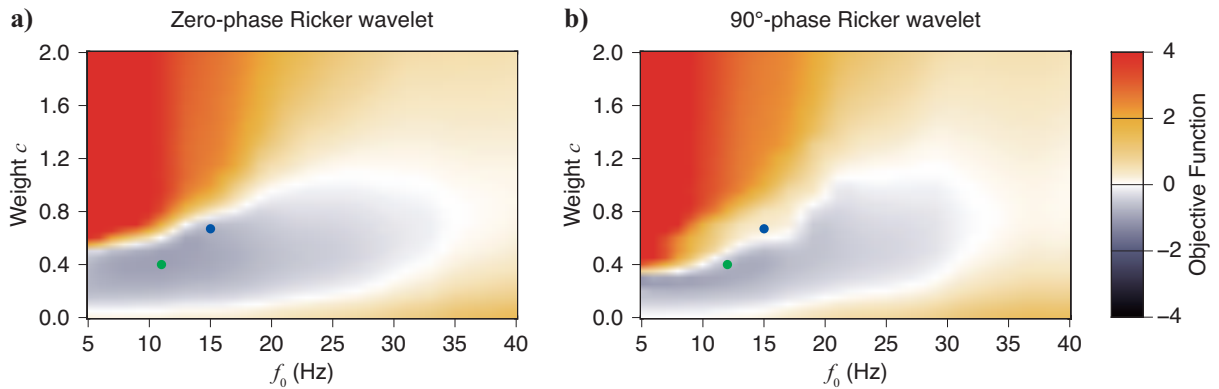 a)
Zero-phase Ricker wavelet
Weight c
2.0
1.6
1.2
0.8
0.4
0.0
5 10 15 20 25 30 35 40
f0 (Hz)
b)
90°-phase Ricker wavelet
Weight c
2.0
1.6
1.2
0.8
0.4
0.0
5 10 15 20 25 30 35 40
f0 (Hz)
4
2
0
−2
−4
Objective Function